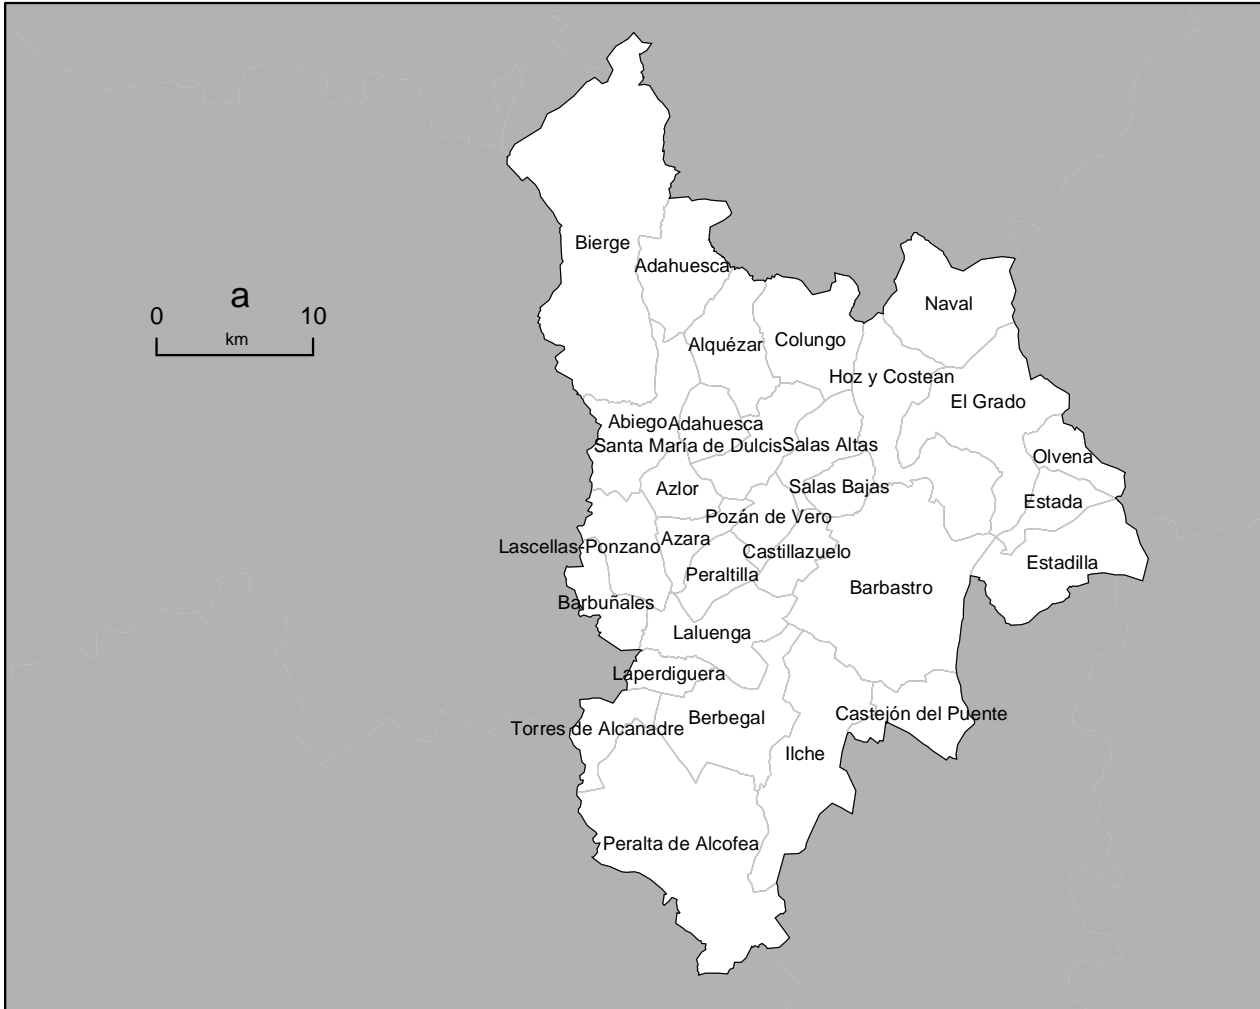 Bierge
Adahuesca
a
0 10
km
Naval
Alquézar
Colungo
Hoz y Costean
El Grado
Abiego
Adahuesca
Santa María de Dulcis
Salas Altas
Olvena
Azlor
Salas Bajas
Estada
Pozán de Vero
Lascellas-Ponzano
Azara
Castillazuelo
Estadilla
Peraltilla
Barbastro
Barbuñales
Laluenga
Laperdiguera
Torres de Alcanadre
Berbegal
Castejón del Puente
Ilche
Peralta de Alcofea